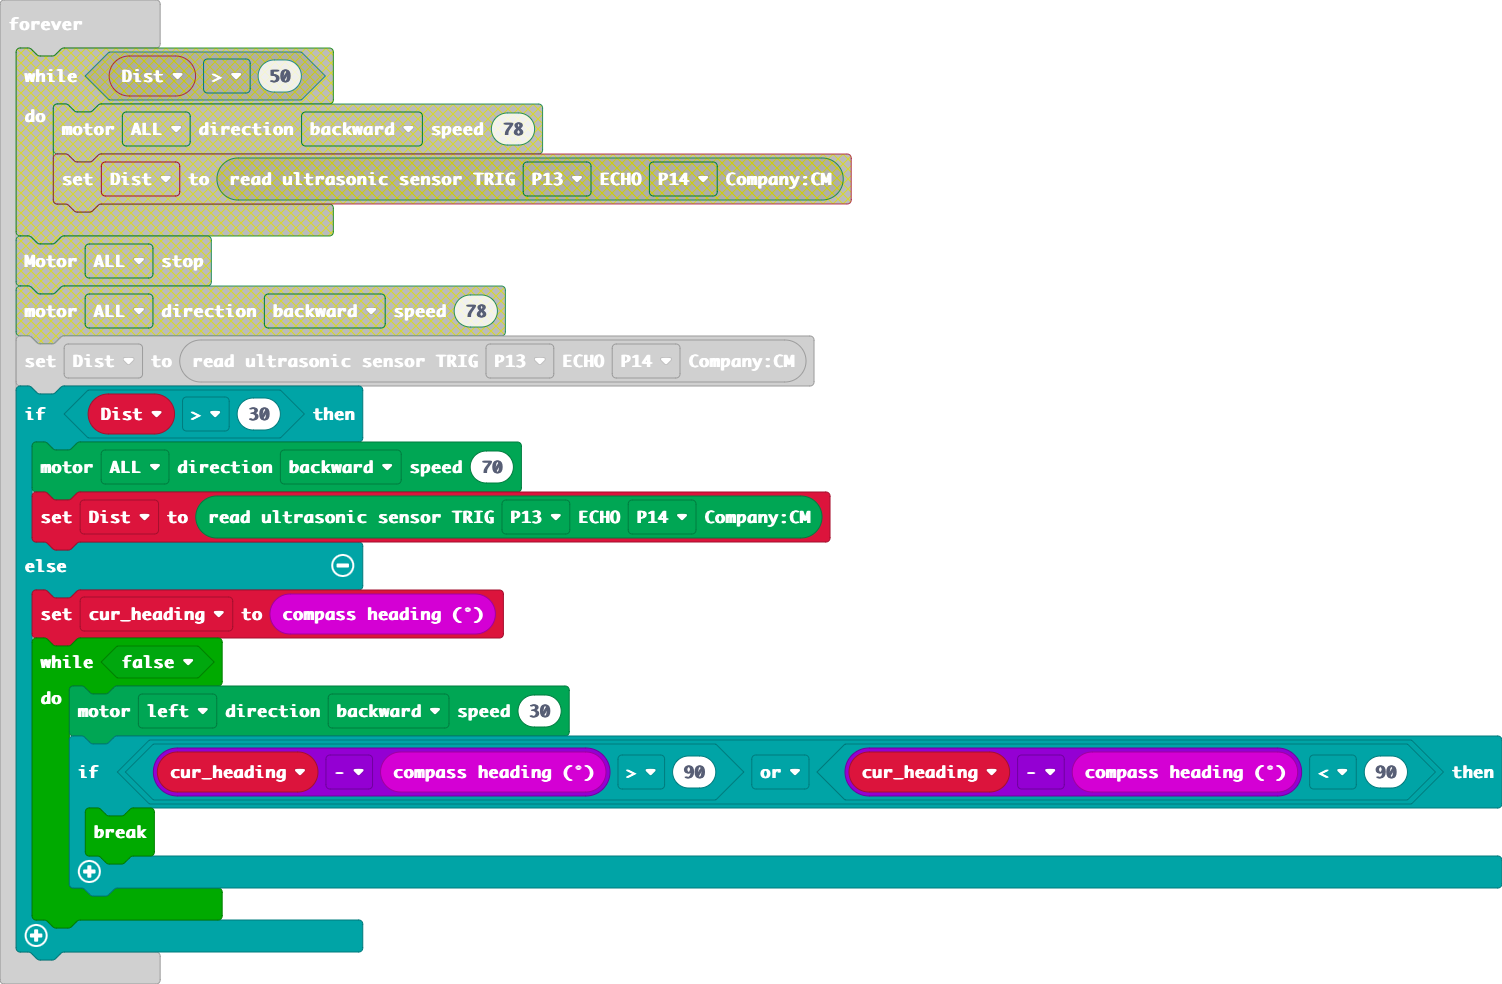 forever
while Dist > 50
do
motor ALL direction backward speed 78
set Dist to read ultrasonic sensor TRIG P13 ECHO P14 Company:CM
Motor ALL stop
motor ALL direction backward speed 78
set Dist to read ultrasonic sensor TRIG P13 ECHO P14 Company:CM
if Dist > 30 then
motor ALL direction backward speed 70
set Dist to read ultrasonic sensor TRIG P13 ECHO P14 Company:CM
else
set cur_heading to compass heading (°)
while false
do
motor left direction backward speed 30
if cur_heading - compass heading (°) > 90 or cur_heading - compass heading (°) < 90 then
break